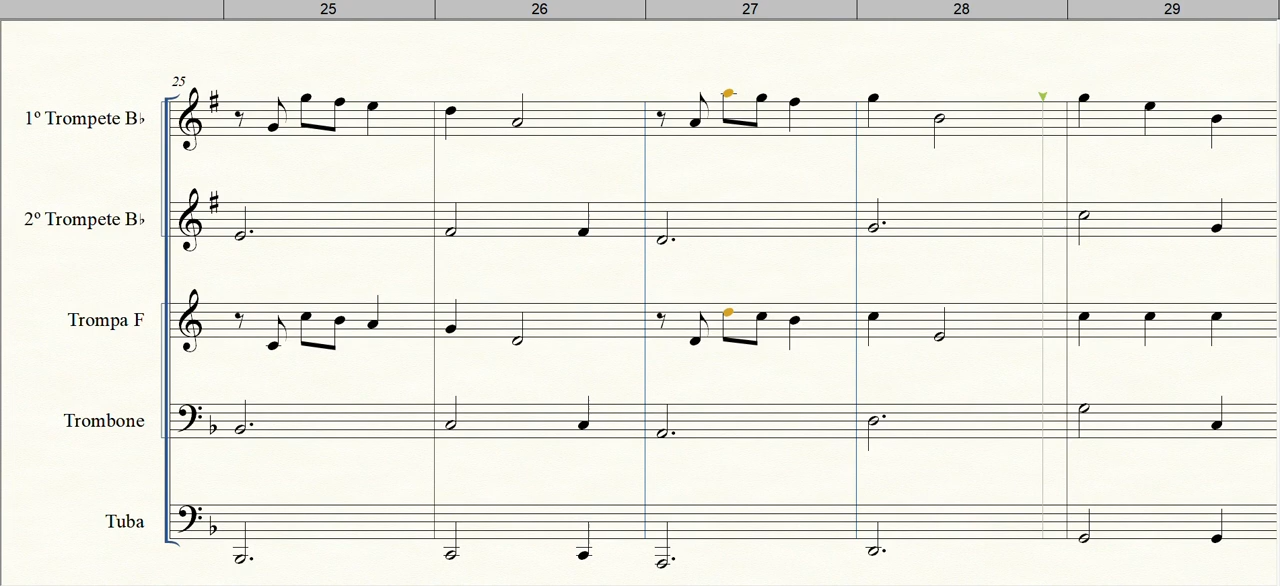 25 26 27 28 29
25
1º Trompete B♭
2º Trompete B♭
Trompa F
Trombone
Tuba